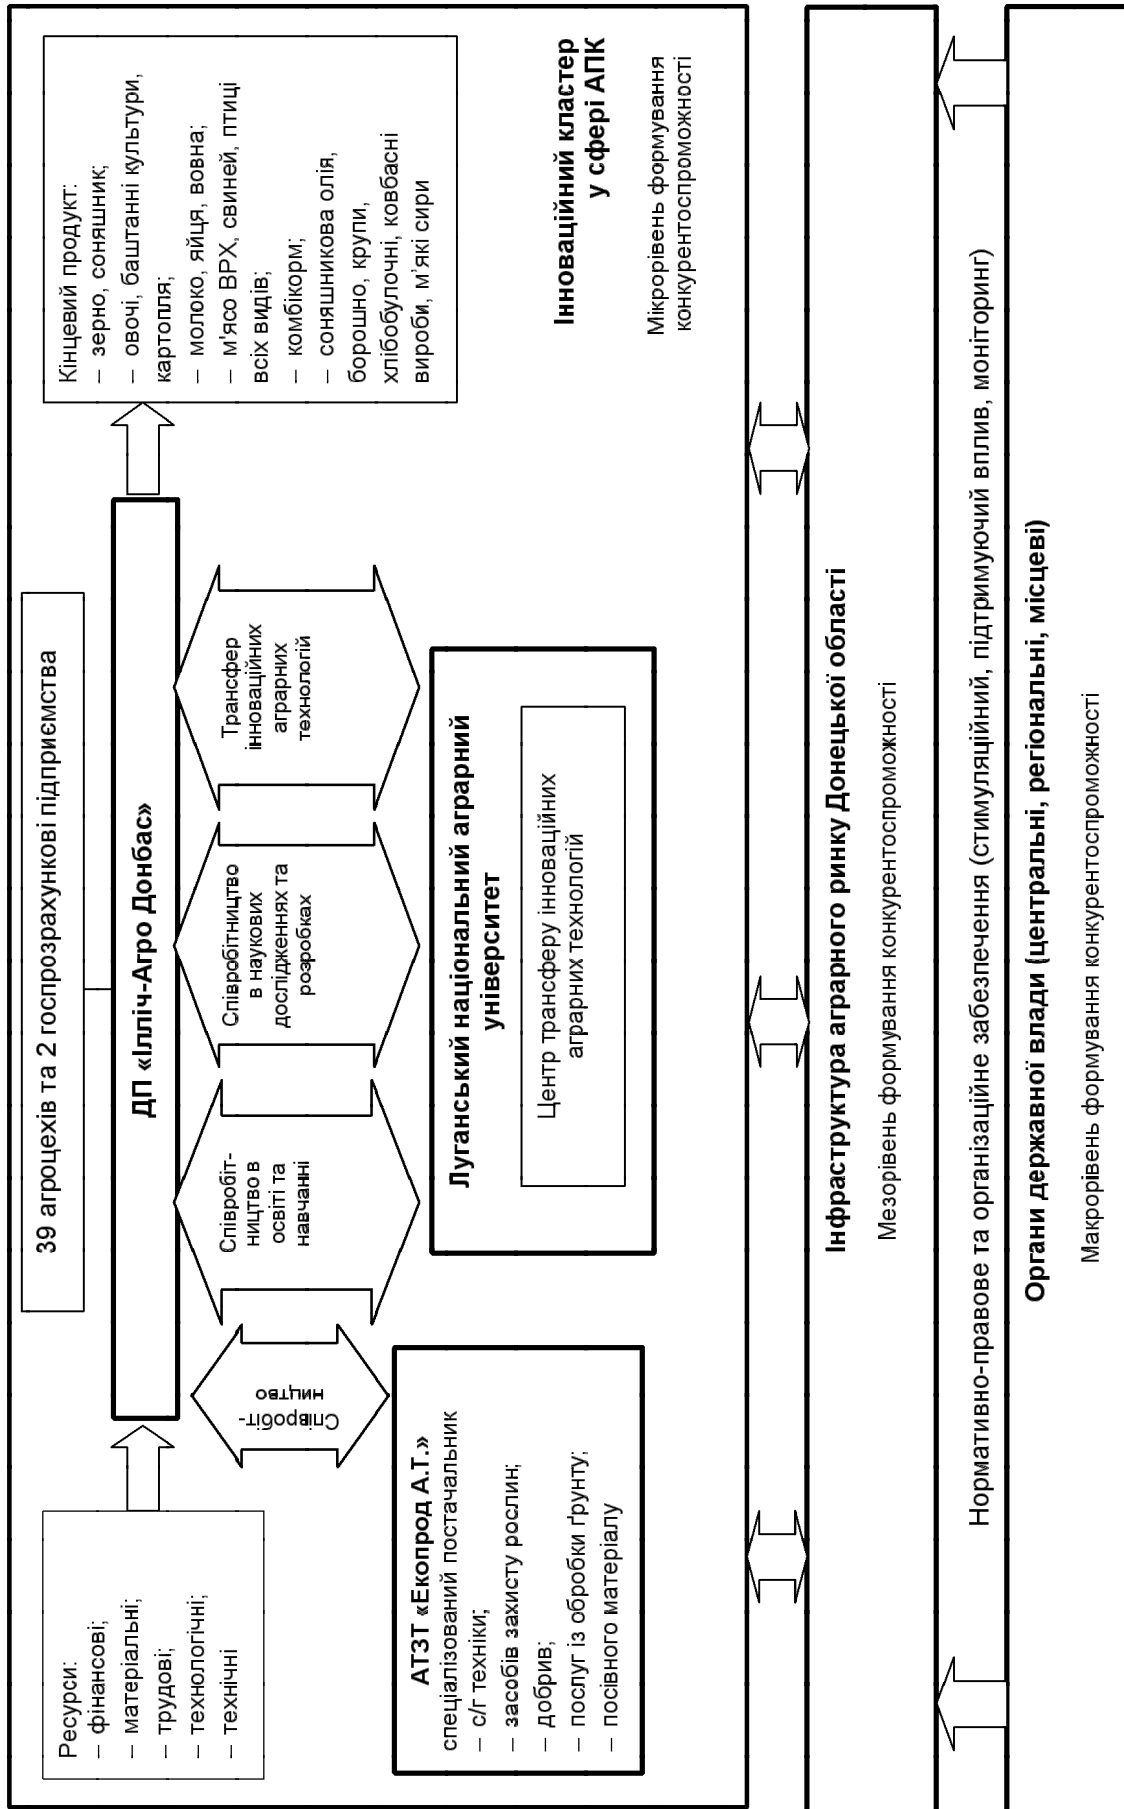 39 агроцехів та 2 госпрозрахункові підприємства
Ресурси:
– фінансові;
– матеріальні;
– трудові;
– технологічні;
– технічні
ДП «Ілліч-Агро Донбас»
Кінцевий продукт:
– зерно, соняшник;
– овочі, баштанні культури,
картопля;
– молоко, яйця, вовна;
– м'ясо ВРХ, свиней, птиці
всіх видів;
– комбікорм;
– соняшникова олія,
борошно, крупи,
хлібобулочні, ковбасні
вироби, м'які сири
Співробіт-
ництво
Співробіт-
ництво в
освіті та
навчанні
Співробітництво
в наукових
дослідженнях та
розробках
Трансфер
інноваційних
аграрних
технологій
АТЗТ «Екопрод А.Т.»
спеціалізований постачальник
– с/г техніки;
– засобів захисту рослин;
– добрив;
– послуг із обробки ґрунту;
– посівного матеріалу
Луганський національний аграрний
університет
Центр трансферу інноваційних
аграрних технологій
Інноваційний кластер
у сфері АПК
Мікрорівень формування
конкурентоспроможності
Інфраструктура аграрного ринку Донецької області
Мезорівень формування конкурентоспроможності
Нормативно-правове та організаційне забезпечення (стимуляційний, підтримуючий вплив, моніторинг)
Органи державної влади (центральні, регіональні, місцеві)
Макрорівень формування конкурентоспроможності